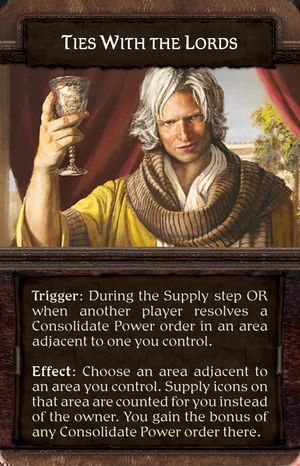 TIES WITH THE LORDS
Trigger: During the Supply step OR
when another player resolves a
Consolidate Power order in an area
adjacent to one you control.
Effect: Choose an area adjacent to
an area you control. Supply icons on
that area are counted for you instead
of the owner. You gain the bonus of
any Consolidate Power order there.